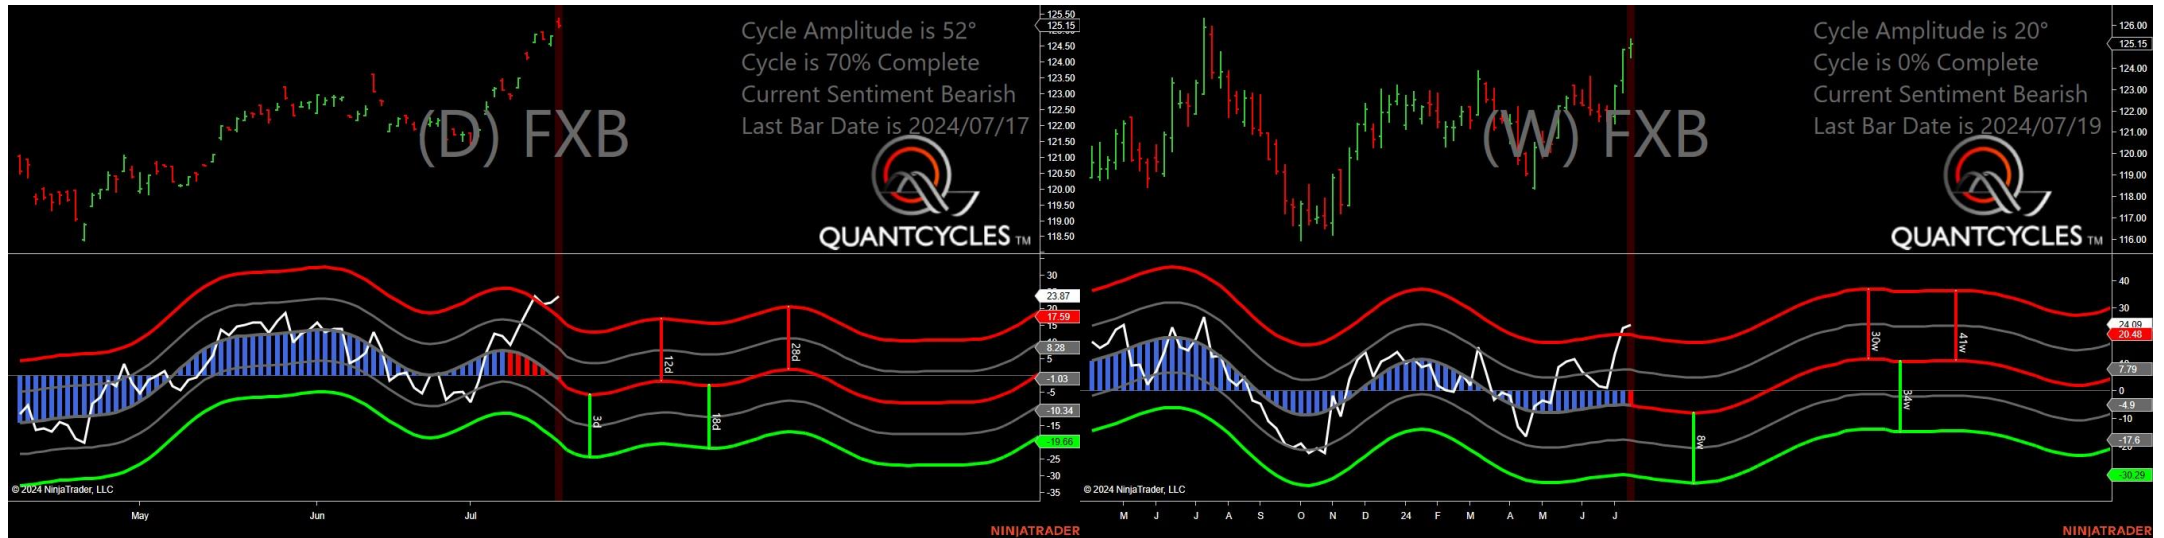 Cycle Amplitude is 52°
Cycle is 70% Complete
Current Sentiment Bearish
Last Bar Date is 2024/07/17
(D) FXB
QUANTCYCLES TM
125.50
125.15
124.00
123.50
123.00
122.50
122.00
121.50
121.00
120.50
120.00
119.50
119.00
118.50
30
23.87
20
17.59
15
8.28
5
-1.03
-5
-10.34
-15
-19.66
-25
-30
-35
3d
12d
18d
28d
© 2024 NinjaTrader, LLC
May
Jun
Jul
NINJATRADER
Cycle Amplitude is 20°
Cycle is 0% Complete
Current Sentiment Bearish
Last Bar Date is 2024/07/19
(W) FXB
QUANTCYCLES TM
126.00
125.15
124.00
123.00
122.00
121.00
120.00
119.00
118.00
117.00
116.00
40
30
24.09
20.48
7.79
0
-4.9
-10
-17.6
-30.29
8w
30w
34w
41w
© 2024 NinjaTrader, LLC
M
J
J
A
S
O
N
D
24
F
M
A
M
J
J
NINJATRADER